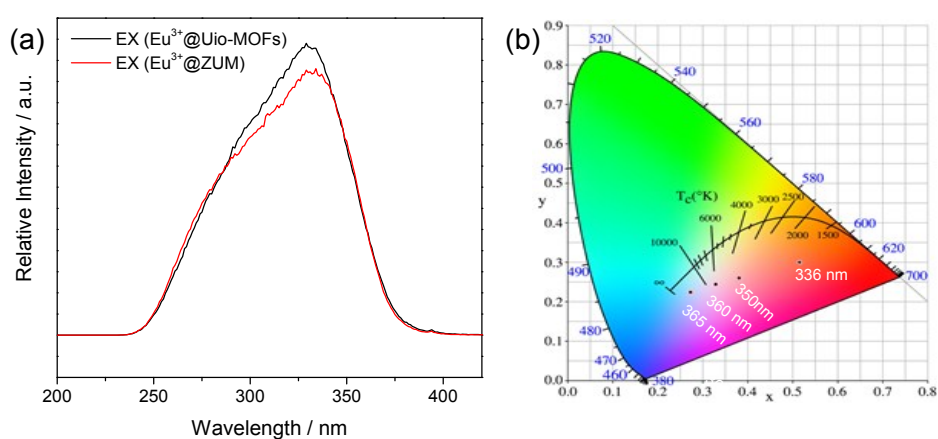 (a)
EX (Eu³⁺@Uio-MOFs)
EX (Eu³⁺@ZUM)
Relative Intensity / a.u.
200 250 300 350 400
Wavelength / nm
(b)
0.9
0.8
0.7
0.6
0.5
y
0.4
0.3
0.2
0.1
0.0
0.0 0.1 0.2 0.3 0.4 0.5 0.6 0.7 0.8
x
520
540
560
580
600
620
700
500
490
480
470
460
380
T_C(°K)
∞
10000
6000
4000
3000
2500
2000
1500
336 nm
350nm
360 nm
365 nm